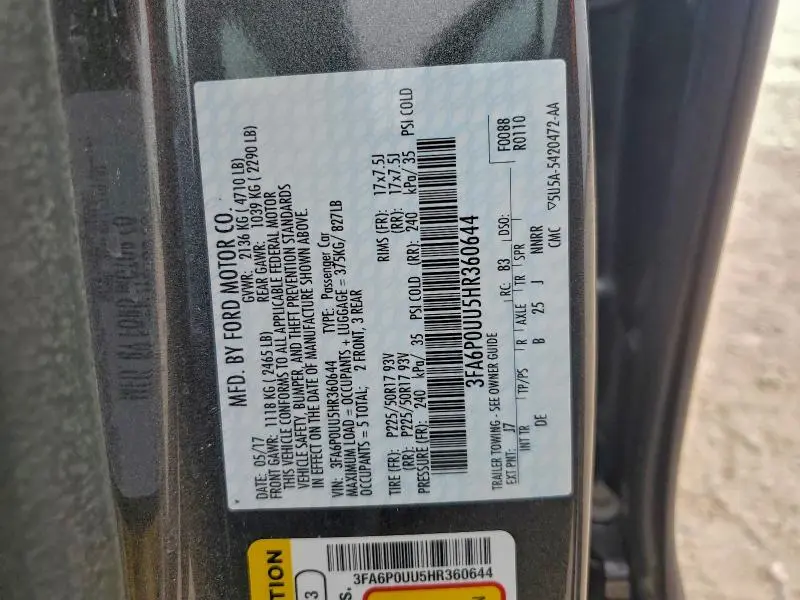 MFD. BY FORD MOTOR CO.
DATE: 05/17 GVWR: 2136 KG ( 4710 LB)
FRONT GAWR: 1118 KG ( 2465 LB) REAR GAWR: 1039 KG ( 2290 LB)
THIS VEHICLE CONFORMS TO ALL APPLICABLE FEDERAL MOTOR
VEHICLE SAFETY, BUMPER, AND THEFT PREVENTION STANDARDS
IN EFFECT ON THE DATE OF MANUFACTURE SHOWN ABOVE.
VIN: 3FA6P0UU5HR360644 TYPE: Passenger Car
MAXIMUM LOAD = OCCUPANTS + LUGGAGE = 375KG/ 827LB
OCCUPANTS = 5 TOTAL; 2 FRONT, 3 REAR
TIRE (FR): P225/50R17 93V RIMS (FR): 17x7.5J
(RR): P225/50R17 93V (RR): 17x7.5J
PRESSURE (FR): 240 kPa/ 35 PSI COLD (RR): 240 kPa/ 35 PSI COLD
3FA6P0UU5HR360644
TRAILER TOWING - SEE OWNER GUIDE F0088
R0110
EXT PNT: J7 RC: B3 DSO:
INT TR TP/PS R AXLE TR SPR
DE B 25 J NNRR
CMC ▽5U5A-5420472-AA
3FA6P0UU5HR360644
3
S.